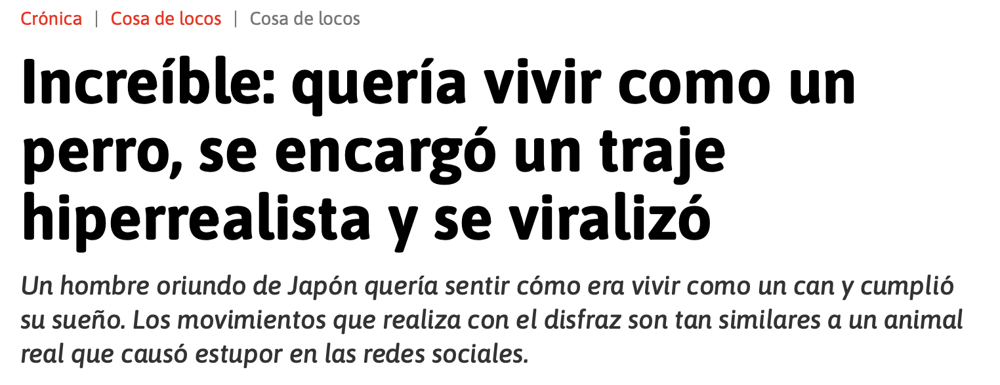 Crónica | Cosa de locos | Cosa de locos
Increíble: quería vivir como un
perro, se encargó un traje
hiperrealista y se viralizó
Un hombre oriundo de Japón quería sentir cómo era vivir como un can y cumplió
su sueño. Los movimientos que realiza con el disfraz son tan similares a un animal
real que causó estupor en las redes sociales.